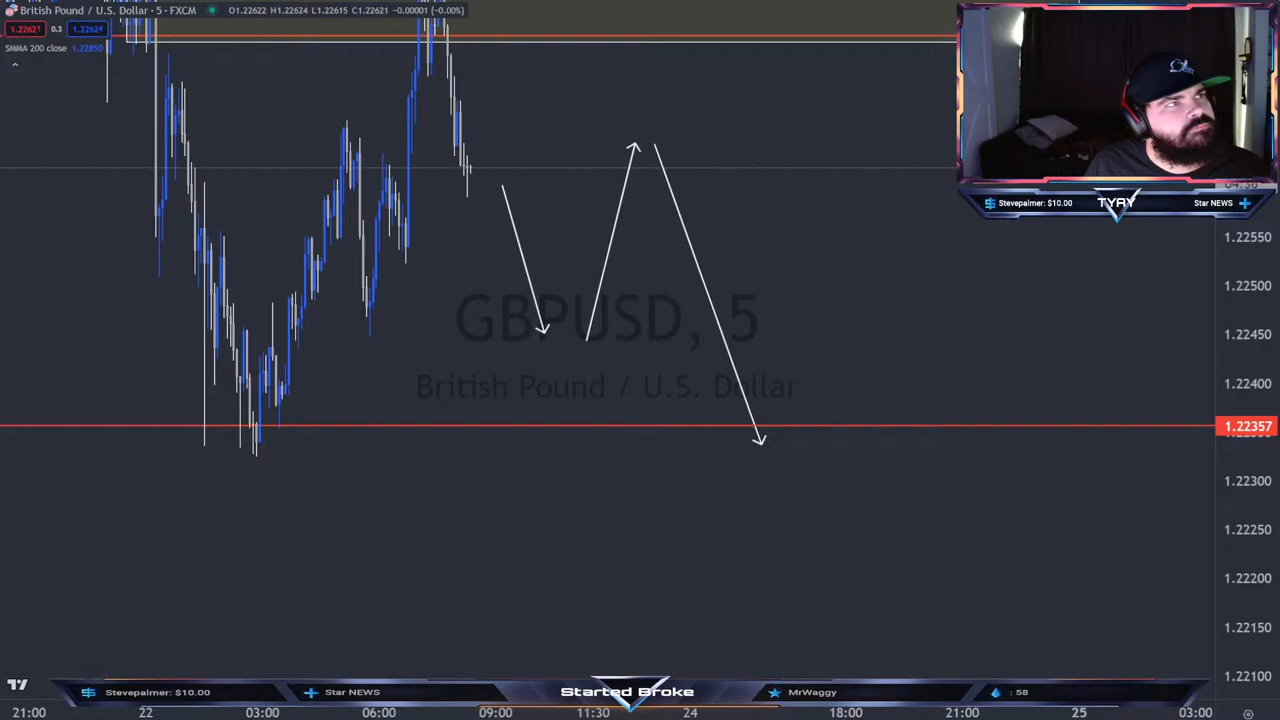 British Pound / U.S. Dollar · 5 · FXCM O1.22622 H1.22624 L1.22615 C1.22621 −0.00001 (−0.00%)
1.22621 0.3 1.22624
SMMA 200 close 1.22850
Stevepalmer: $10.00 TYAY Star NEWS
1.22550
1.22500
1.22450
1.22400
1.22357
1.22300
1.22250
1.22200
1.22150
1.22100
GBPUSD, 5
British Pound / U.S. Dollar
Stevepalmer: $10.00 Star NEWS Started Broke MrWaggy : 58
21:00 22 03:00 06:00 09:00 11:30 24 18:00 21:00 25 03:00